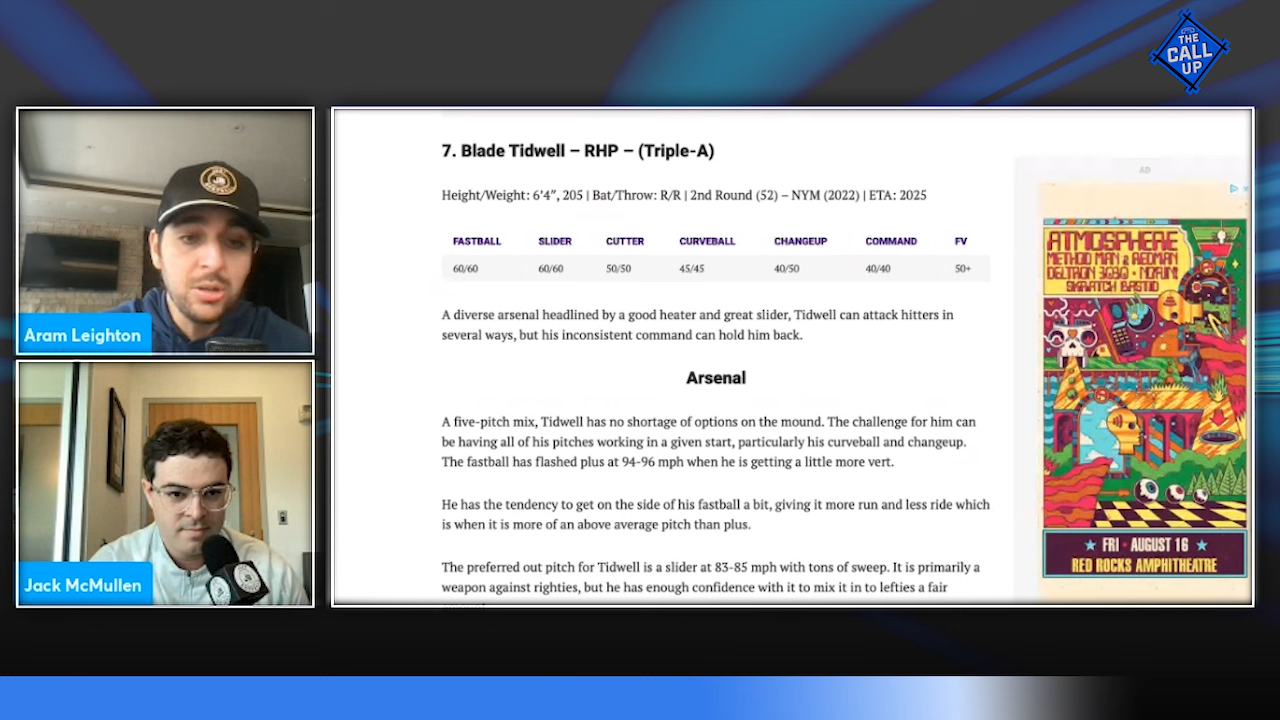 THE
CALL
UP
Aram Leighton
Jack McMullen
7. Blade Tidwell – RHP – (Triple-A)
Height/Weight: 6’4”, 205 | Bat/Throw: R/R | 2nd Round (52) – NYM (2022) | ETA: 2025
FASTBALL SLIDER CUTTER CURVEBALL CHANGEUP COMMAND FV
60/60 60/60 50/50 45/45 40/50 40/40 50+
A diverse arsenal headlined by a good heater and great slider, Tidwell can attack hitters in
several ways, but his inconsistent command can hold him back.
Arsenal
A five-pitch mix, Tidwell has no shortage of options on the mound. The challenge for him can
be having all of his pitches working in a given start, particularly his curveball and changeup.
The fastball has flashed plus at 94-96 mph when he is getting a little more vert.
He has the tendency to get on the side of his fastball a bit, giving it more run and less ride which
is when it is more of an above average pitch than plus.
The preferred out pitch for Tidwell is a slider at 83-85 mph with tons of sweep. It is primarily a
weapon against righties, but he has enough confidence with it to mix it in to lefties a fair
AD
ATMOSPHERE
METHOD MAN & REDMAN
DELTRON 3030 • NOFUN!
SKRATCH BASTID
FRI • AUGUST 16
RED ROCKS AMPHITHEATRE